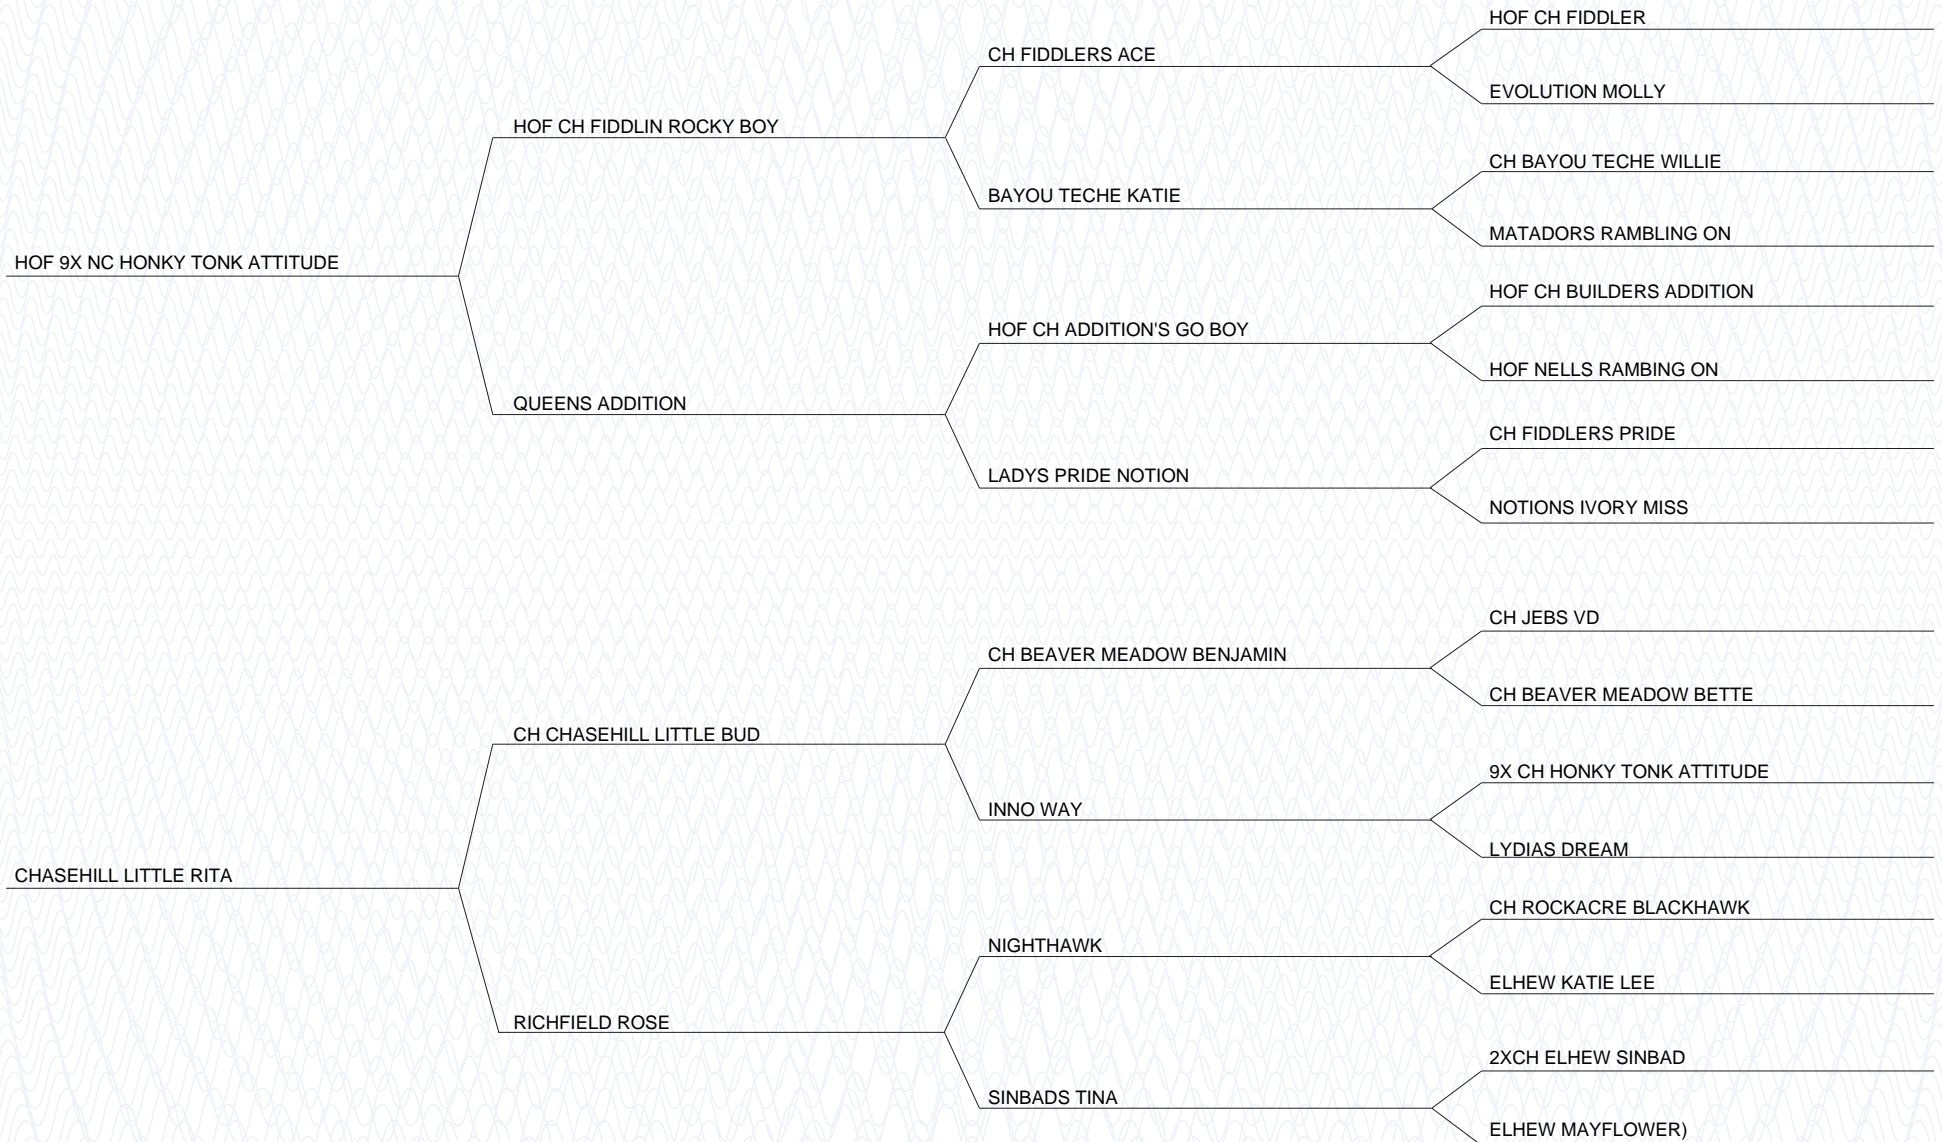 HOF CH FIDDLER
CH FIDDLERS ACE
EVOLUTION MOLLY
HOF CH FIDDLIN ROCKY BOY
CH BAYOU TECHE WILLIE
BAYOU TECHE KATIE
MATADORS RAMBLING ON
HOF 9X NC HONKY TONK ATTITUDE
HOF CH BUILDERS ADDITION
HOF CH ADDITION'S GO BOY
HOF NELLS RAMBING ON
QUEENS ADDITION
CH FIDDLERS PRIDE
LADYS PRIDE NOTION
NOTIONS IVORY MISS
CH JEBS VD
CH BEAVER MEADOW BENJAMIN
CH BEAVER MEADOW BETTE
CH CHASEHILL LITTLE BUD
9X CH HONKY TONK ATTITUDE
INNO WAY
LYDIAS DREAM
CHASEHILL LITTLE RITA
CH ROCKACRE BLACKHAWK
NIGHTHAWK
ELHEW KATIE LEE
RICHFIELD ROSE
2XCH ELHEW SINBAD
SINBADS TINA
ELHEW MAYFLOWER)